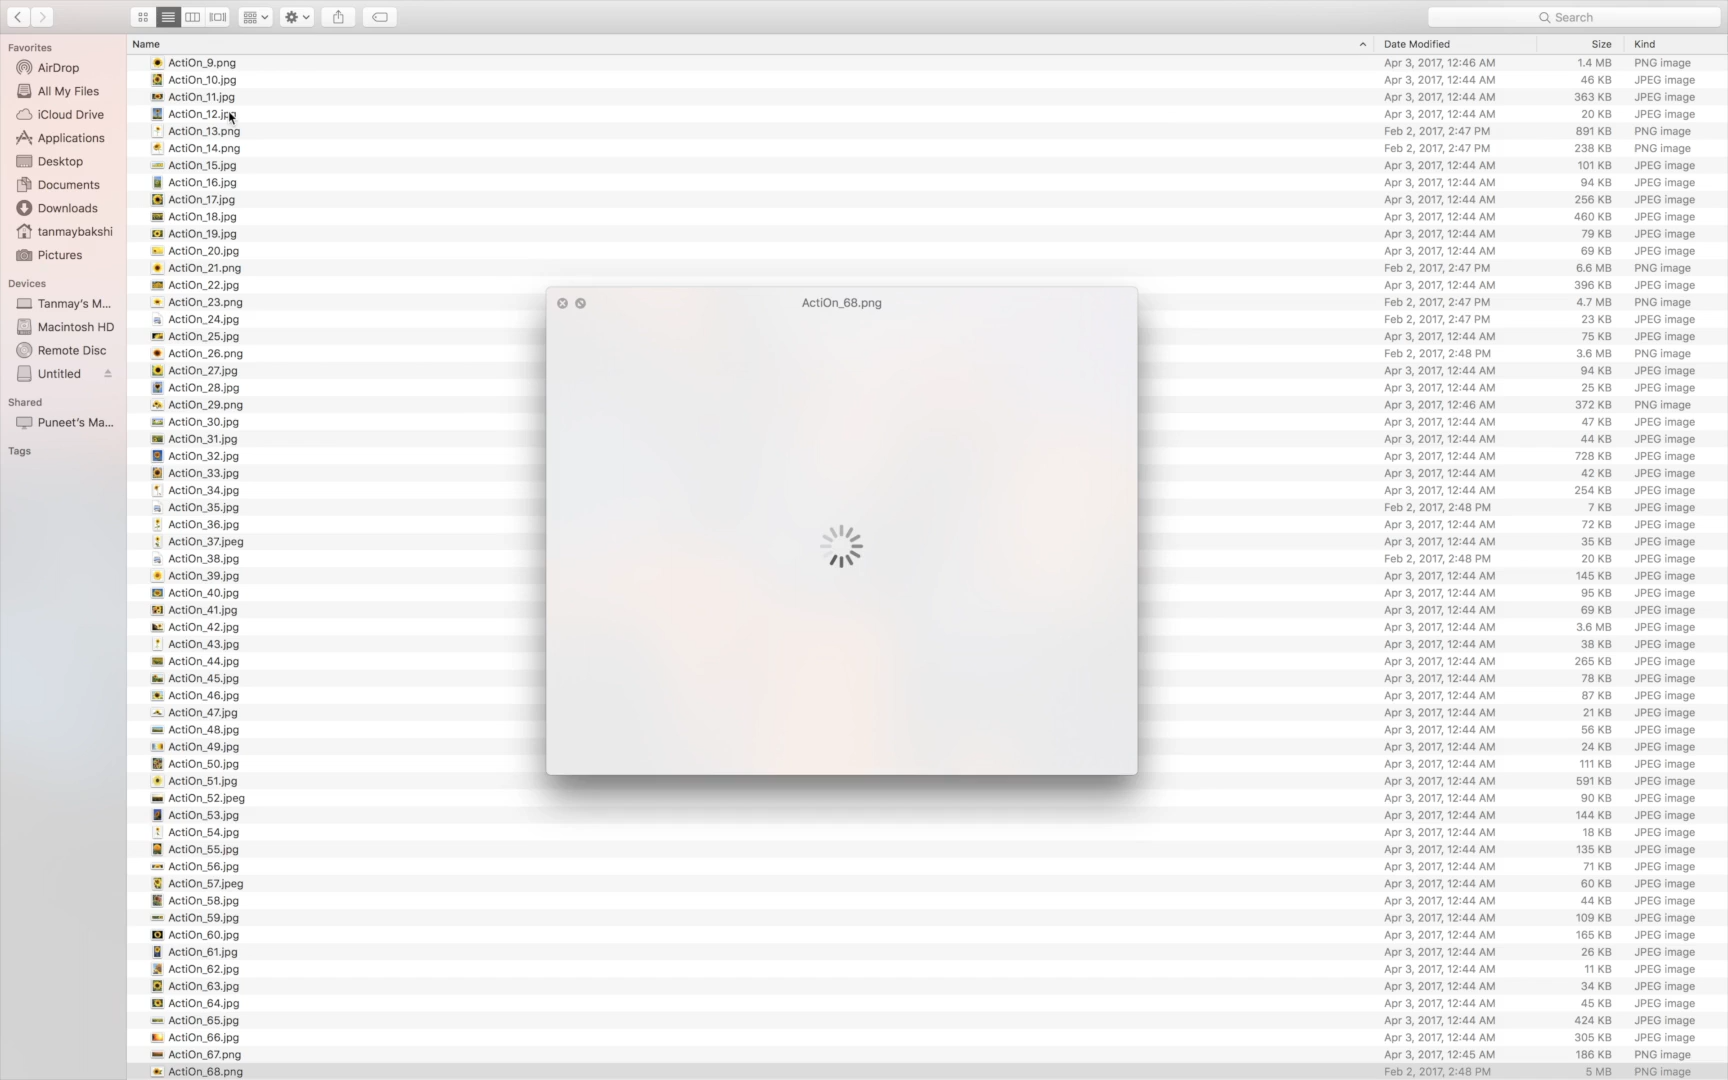 Search
Favorites
AirDrop
All My Files
iCloud Drive
Applications
Desktop
Documents
Downloads
tanmaybakshi
Pictures
Devices
Tanmay's M...
Macintosh HD
Remote Disc
Untitled
Shared
Puneet's Ma...
Tags
Name Date Modified Size Kind
ActiOn_9.png Apr 3, 2017, 12:46 AM 1.4 MB PNG image
ActiOn_10.jpg Apr 3, 2017, 12:44 AM 46 KB JPEG image
ActiOn_11.jpg Apr 3, 2017, 12:44 AM 363 KB JPEG image
ActiOn_12.jpg Apr 3, 2017, 12:44 AM 20 KB JPEG image
ActiOn_13.png Feb 2, 2017, 2:47 PM 891 KB PNG image
ActiOn_14.png Feb 2, 2017, 2:47 PM 238 KB PNG image
ActiOn_15.jpg Apr 3, 2017, 12:44 AM 101 KB JPEG image
ActiOn_16.jpg Apr 3, 2017, 12:44 AM 94 KB JPEG image
ActiOn_17.jpg Apr 3, 2017, 12:44 AM 256 KB JPEG image
ActiOn_18.jpg Apr 3, 2017, 12:44 AM 460 KB JPEG image
ActiOn_19.jpg Apr 3, 2017, 12:44 AM 79 KB JPEG image
ActiOn_20.jpg Apr 3, 2017, 12:44 AM 69 KB JPEG image
ActiOn_21.png Feb 2, 2017, 2:47 PM 6.6 MB PNG image
ActiOn_22.jpg Apr 3, 2017, 12:44 AM 396 KB JPEG image
ActiOn_23.png Feb 2, 2017, 2:47 PM 4.7 MB PNG image
ActiOn_24.jpg Feb 2, 2017, 2:47 PM 23 KB JPEG image
ActiOn_25.jpg Apr 3, 2017, 12:44 AM 75 KB JPEG image
ActiOn_26.png Feb 2, 2017, 2:48 PM 3.6 MB PNG image
ActiOn_27.jpg Apr 3, 2017, 12:44 AM 94 KB JPEG image
ActiOn_28.jpg Apr 3, 2017, 12:44 AM 25 KB JPEG image
ActiOn_29.png Apr 3, 2017, 12:46 AM 372 KB PNG image
ActiOn_30.jpg Apr 3, 2017, 12:44 AM 47 KB JPEG image
ActiOn_31.jpg Apr 3, 2017, 12:44 AM 44 KB JPEG image
ActiOn_32.jpg Apr 3, 2017, 12:44 AM 728 KB JPEG image
ActiOn_33.jpg Apr 3, 2017, 12:44 AM 42 KB JPEG image
ActiOn_34.jpg Apr 3, 2017, 12:44 AM 254 KB JPEG image
ActiOn_35.jpg Feb 2, 2017, 2:48 PM 7 KB JPEG image
ActiOn_36.jpg Apr 3, 2017, 12:44 AM 72 KB JPEG image
ActiOn_37.jpeg Apr 3, 2017, 12:44 AM 35 KB JPEG image
ActiOn_38.jpg Feb 2, 2017, 2:48 PM 20 KB JPEG image
ActiOn_39.jpg Apr 3, 2017, 12:44 AM 145 KB JPEG image
ActiOn_40.jpg Apr 3, 2017, 12:44 AM 95 KB JPEG image
ActiOn_41.jpg Apr 3, 2017, 12:44 AM 69 KB JPEG image
ActiOn_42.jpg Apr 3, 2017, 12:44 AM 3.6 MB JPEG image
ActiOn_43.jpg Apr 3, 2017, 12:44 AM 38 KB JPEG image
ActiOn_44.jpg Apr 3, 2017, 12:44 AM 265 KB JPEG image
ActiOn_45.jpg Apr 3, 2017, 12:44 AM 78 KB JPEG image
ActiOn_46.jpg Apr 3, 2017, 12:44 AM 87 KB JPEG image
ActiOn_47.jpg Apr 3, 2017, 12:44 AM 21 KB JPEG image
ActiOn_48.jpg Apr 3, 2017, 12:44 AM 56 KB JPEG image
ActiOn_49.jpg Apr 3, 2017, 12:44 AM 24 KB JPEG image
ActiOn_50.jpg Apr 3, 2017, 12:44 AM 111 KB JPEG image
ActiOn_51.jpg Apr 3, 2017, 12:44 AM 591 KB JPEG image
ActiOn_52.jpeg Apr 3, 2017, 12:44 AM 90 KB JPEG image
ActiOn_53.jpg Apr 3, 2017, 12:44 AM 144 KB JPEG image
ActiOn_54.jpg Apr 3, 2017, 12:44 AM 18 KB JPEG image
ActiOn_55.jpg Apr 3, 2017, 12:44 AM 135 KB JPEG image
ActiOn_56.jpg Apr 3, 2017, 12:44 AM 71 KB JPEG image
ActiOn_57.jpeg Apr 3, 2017, 12:44 AM 60 KB JPEG image
ActiOn_58.jpg Apr 3, 2017, 12:44 AM 44 KB JPEG image
ActiOn_59.jpg Apr 3, 2017, 12:44 AM 109 KB JPEG image
ActiOn_60.jpg Apr 3, 2017, 12:44 AM 165 KB JPEG image
ActiOn_61.jpg Apr 3, 2017, 12:44 AM 26 KB JPEG image
ActiOn_62.jpg Apr 3, 2017, 12:44 AM 11 KB JPEG image
ActiOn_63.jpg Apr 3, 2017, 12:44 AM 34 KB JPEG image
ActiOn_64.jpg Apr 3, 2017, 12:44 AM 45 KB JPEG image
ActiOn_65.jpg Apr 3, 2017, 12:44 AM 424 KB JPEG image
ActiOn_66.jpg Apr 3, 2017, 12:44 AM 305 KB JPEG image
ActiOn_67.png Apr 3, 2017, 12:45 AM 186 KB PNG image
ActiOn_68.png Feb 2, 2017, 2:48 PM 5 MB PNG image
ActiOn_68.png